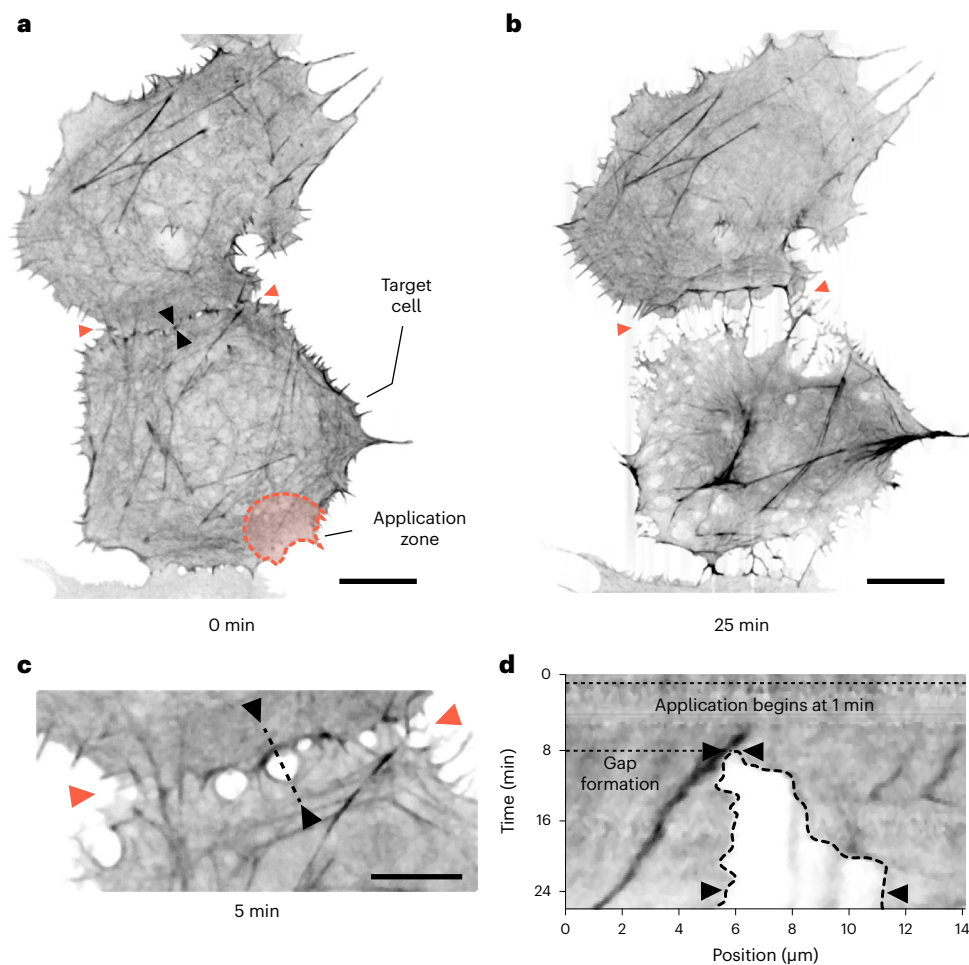 a
b
Target
cell
Application
zone
0 min
25 min
c
d
5 min
0
8
16
24
Time (min)
Application begins at 1 min
Gap
formation
0 2 4 6 8 10 12 14
Position (µm)